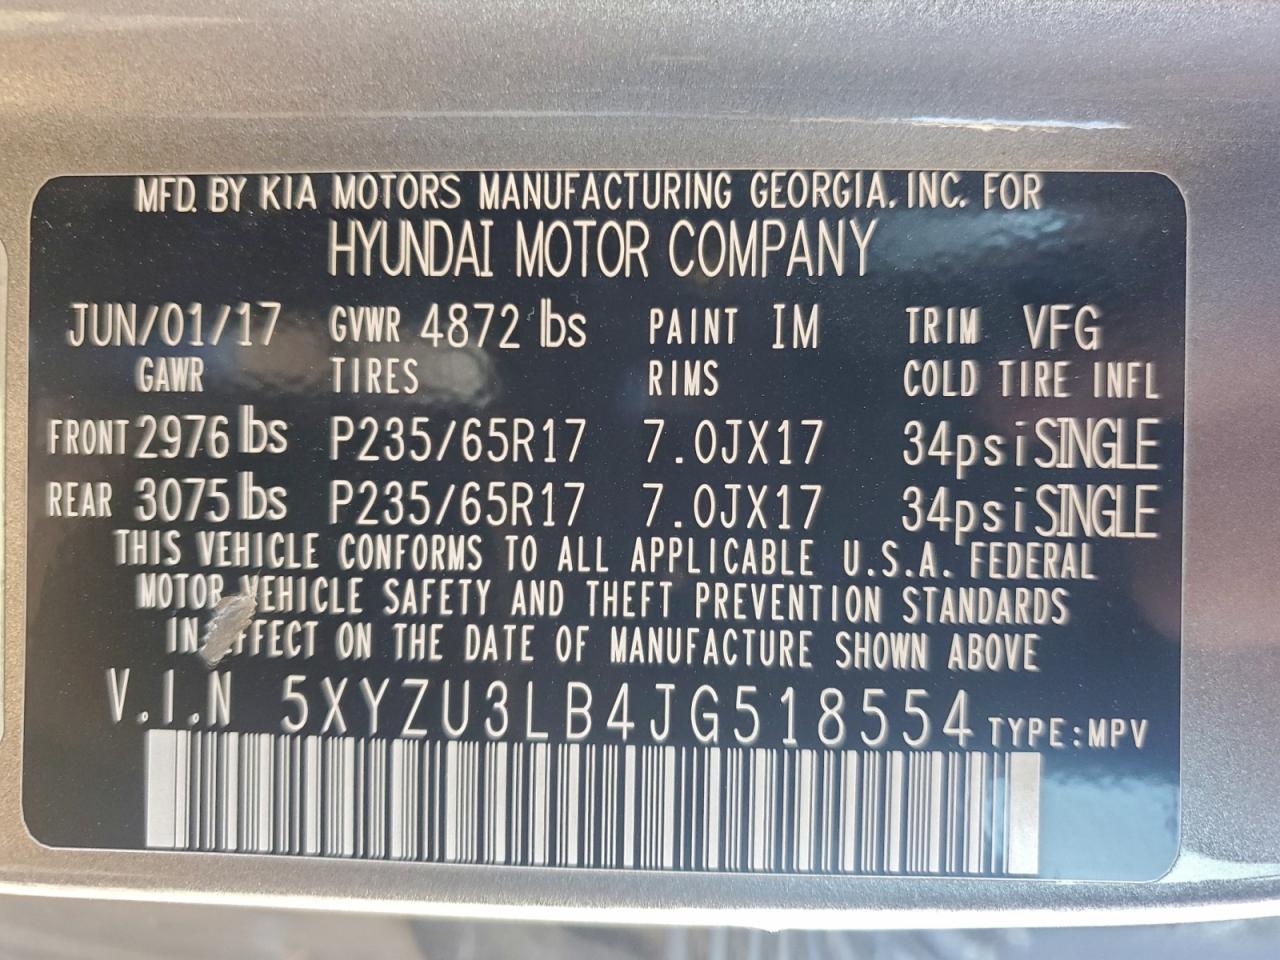 MFD. BY KIA MOTORS MANUFACTURING GEORGIA, INC. FOR
HYUNDAI MOTOR COMPANY
JUN/01/17 GVWR 4872 lbs PAINT IM TRIM VFG
GAWR TIRES RIMS COLD TIRE INFL
FRONT 2976 lbs P235/65R17 7.0JX17 34psi SINGLE
REAR 3075 lbs P235/65R17 7.0JX17 34psi SINGLE
THIS VEHICLE CONFORMS TO ALL APPLICABLE U.S.A. FEDERAL
MOTOR VEHICLE SAFETY AND THEFT PREVENTION STANDARDS
IN EFFECT ON THE DATE OF MANUFACTURE SHOWN ABOVE
V.I.N 5XYZU3LB4JG518554 TYPE:MPV